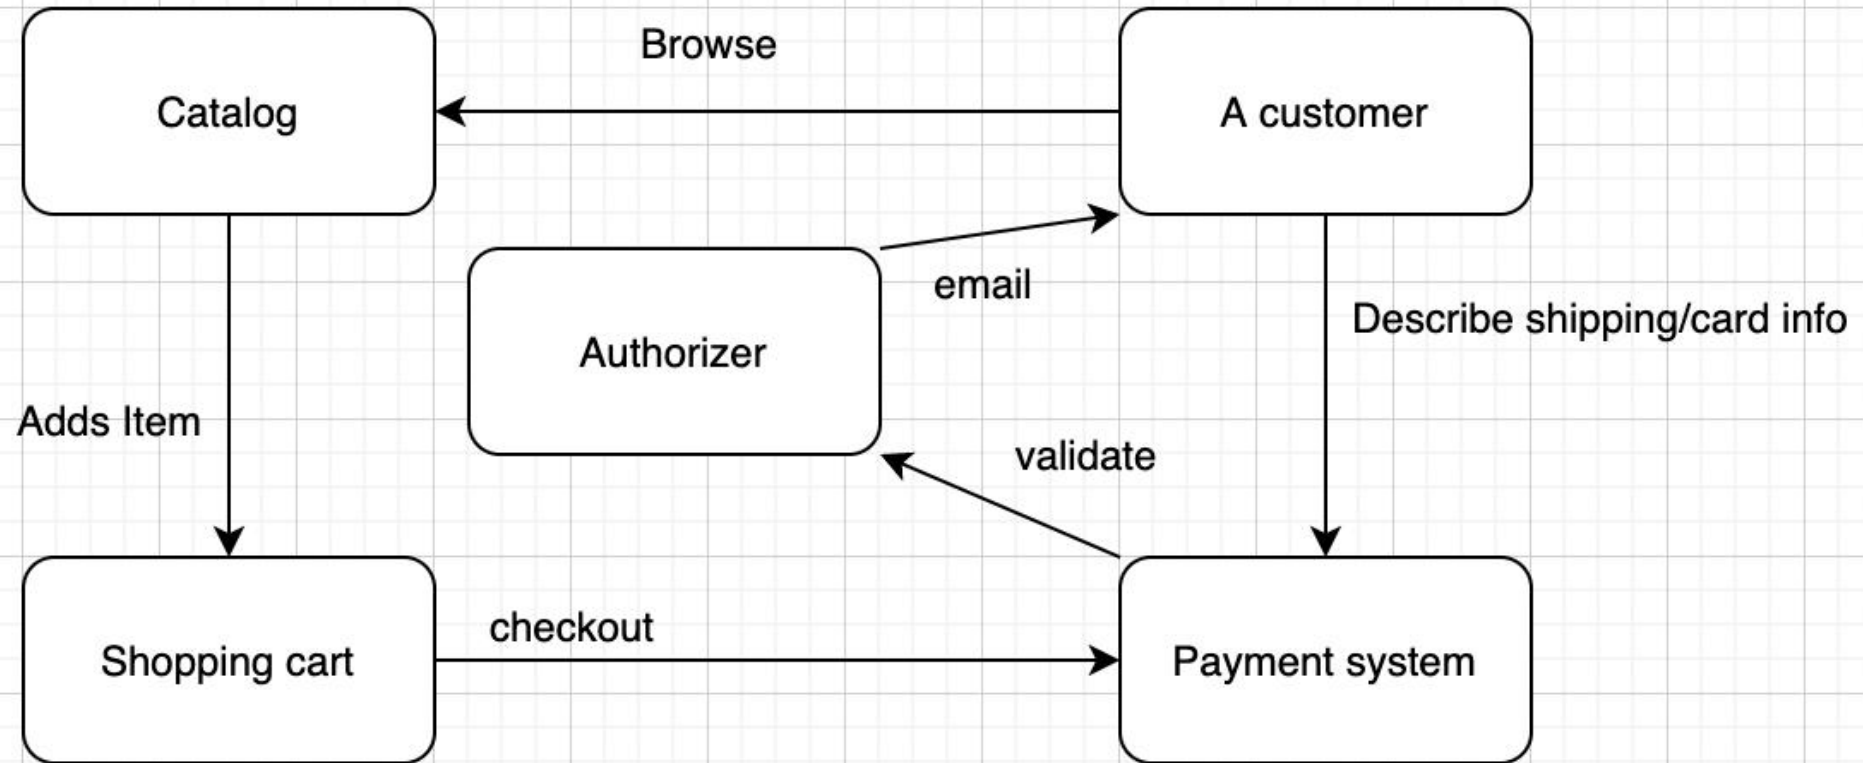 Browse
Catalog
A customer
email
Describe shipping/card info
Authorizer
Adds Item
validate
checkout
Shopping cart
Payment system